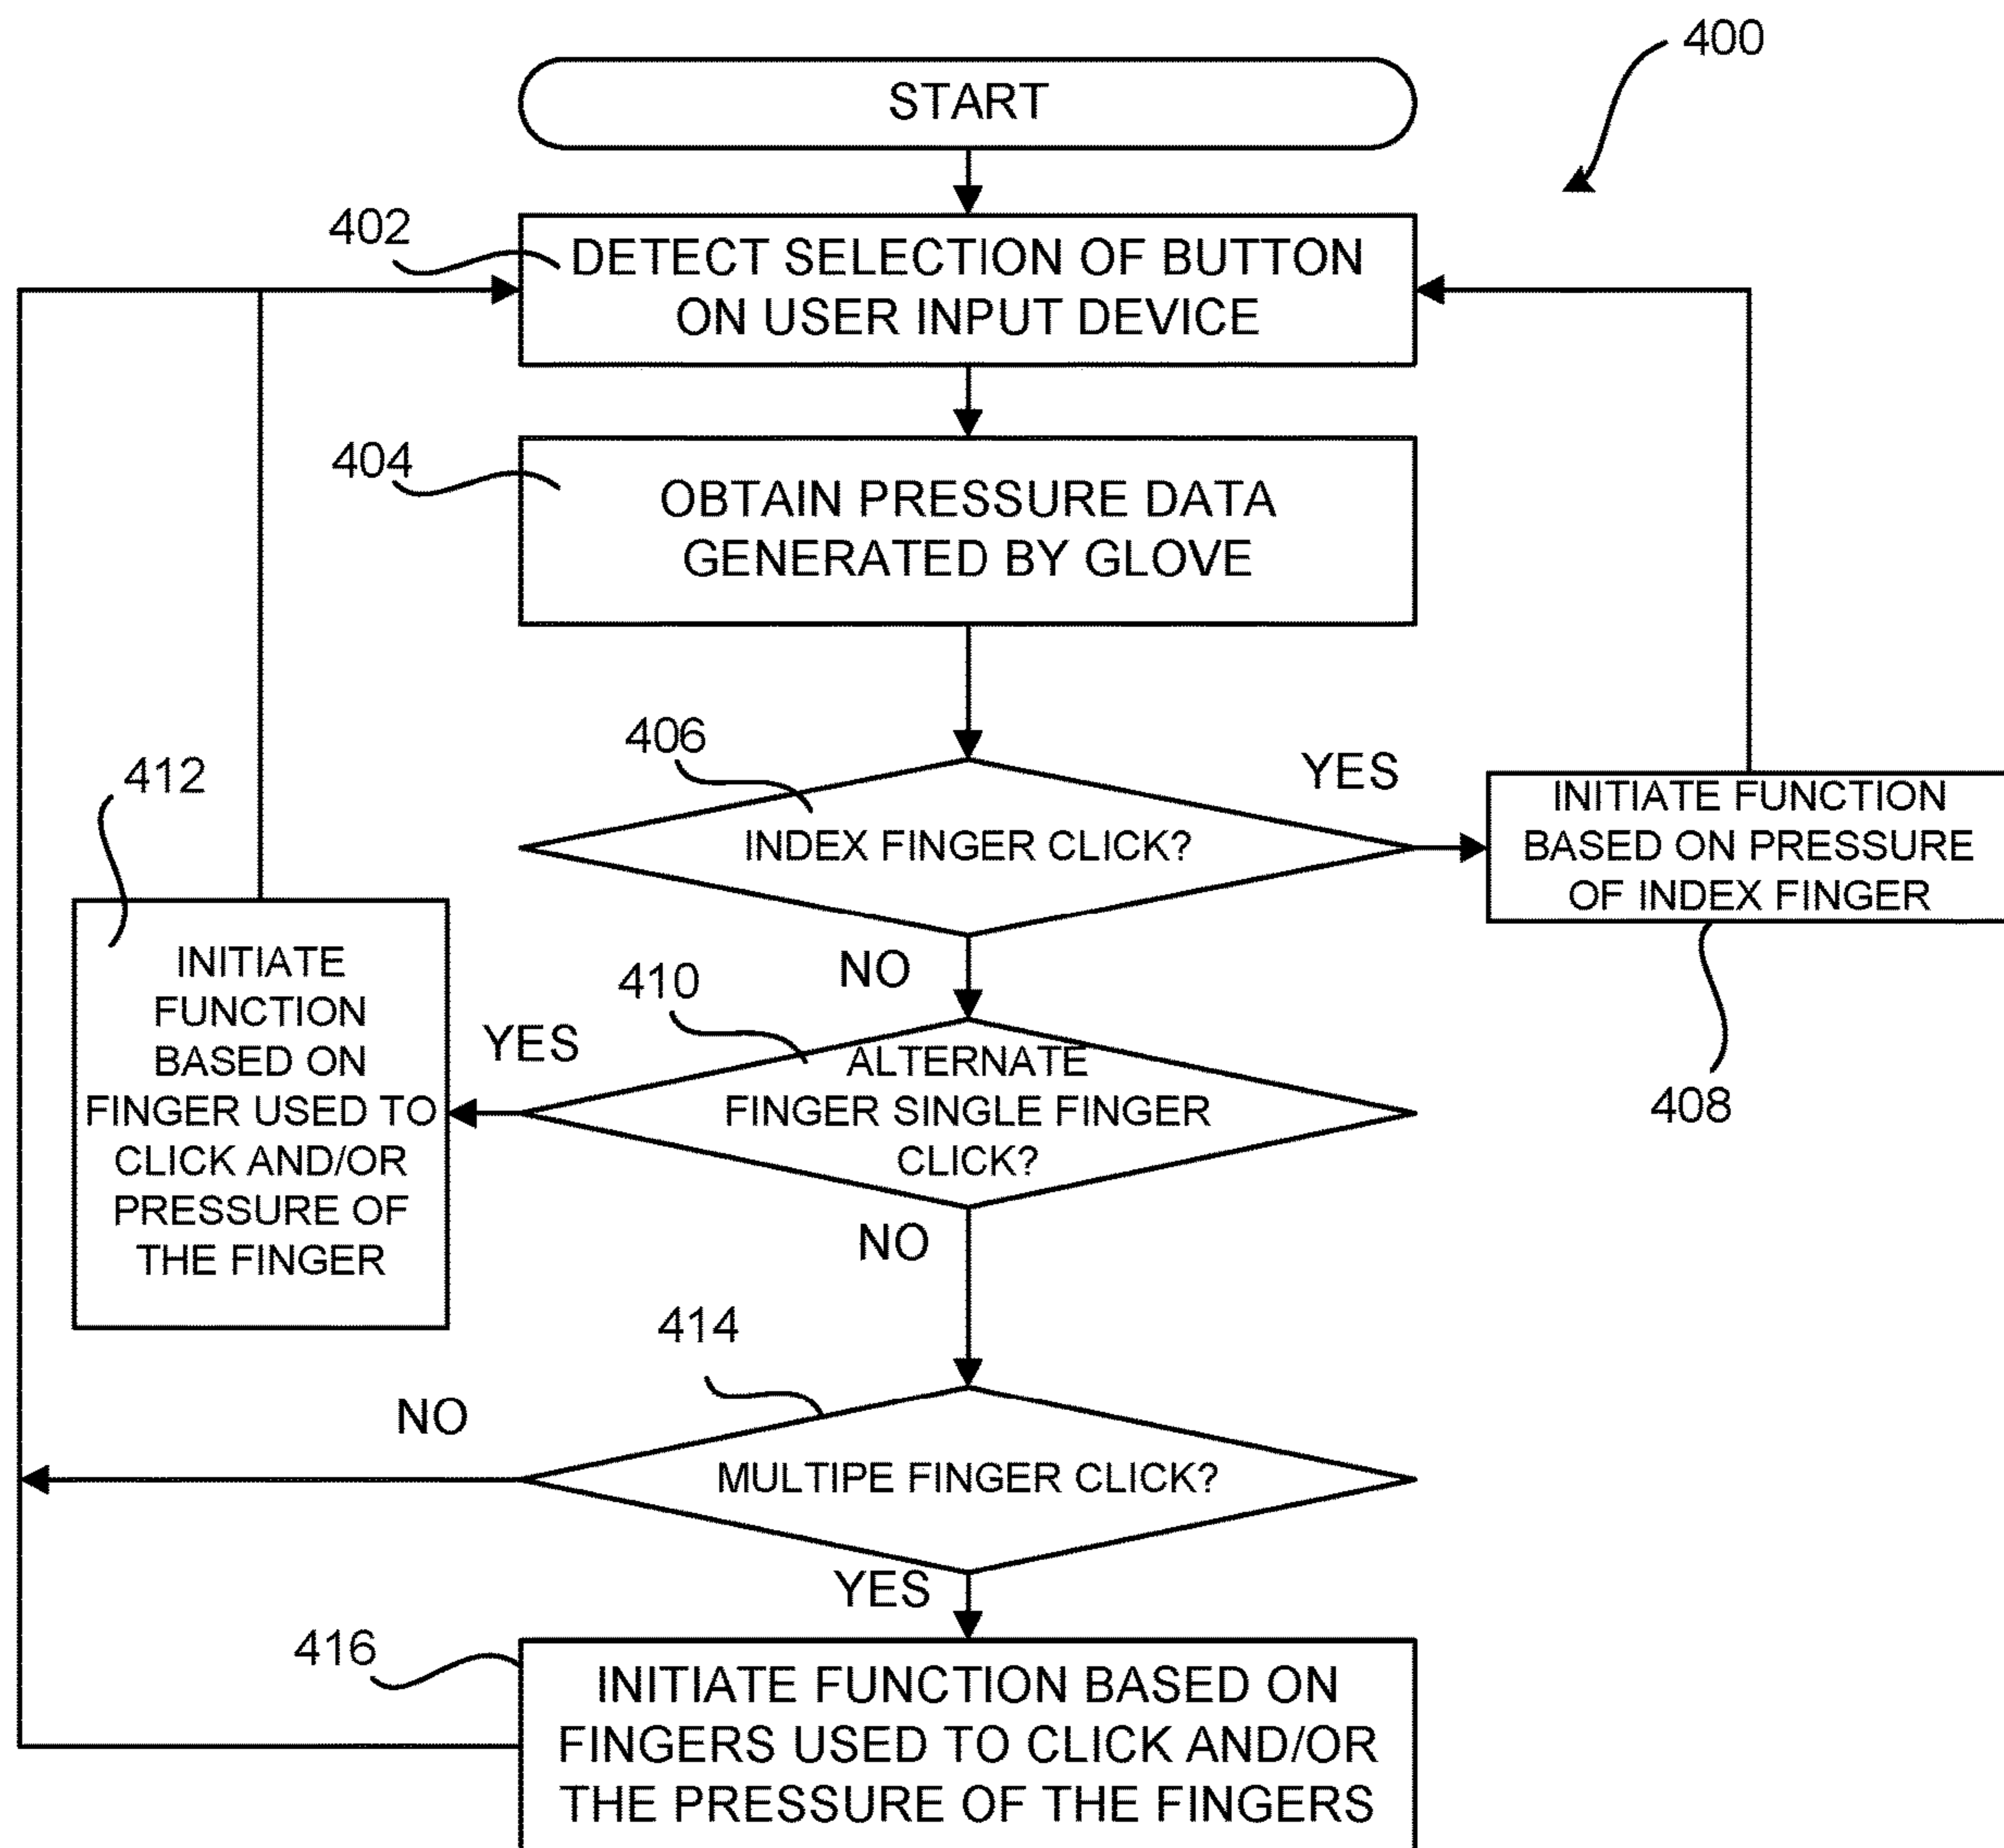 400
START
402
DETECT SELECTION OF BUTTON
ON USER INPUT DEVICE
404
OBTAIN PRESSURE DATA
GENERATED BY GLOVE
406
INDEX FINGER CLICK?
YES
INITIATE FUNCTION
BASED ON PRESSURE
OF INDEX FINGER
408
NO
410
ALTERNATE
FINGER SINGLE FINGER
CLICK?
YES
412
INITIATE
FUNCTION
BASED ON
FINGER USED TO
CLICK AND/OR
PRESSURE OF
THE FINGER
NO
414
MULTIPE FINGER CLICK?
NO
YES
416
INITIATE FUNCTION BASED ON
FINGERS USED TO CLICK AND/OR
THE PRESSURE OF THE FINGERS